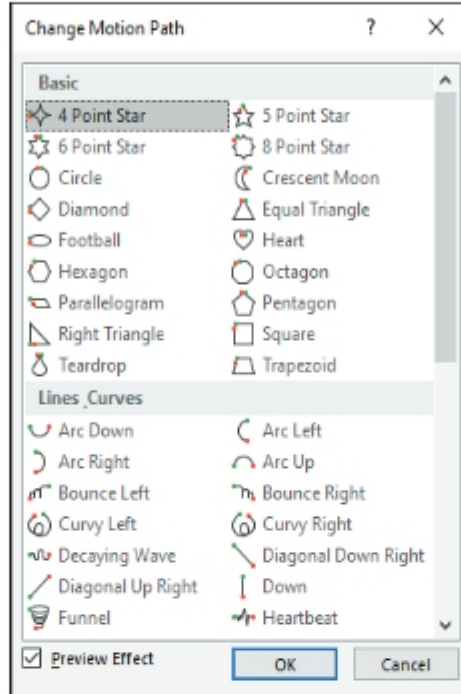 Change Motion Path ? ×
Basic
4 Point Star 5 Point Star
6 Point Star 8 Point Star
Circle Crescent Moon
Diamond Equal Triangle
Football Heart
Hexagon Octagon
Parallelogram Pentagon
Right Triangle Square
Teardrop Trapezoid
Lines_Curves
Arc Down Arc Left
Arc Right Arc Up
Bounce Left Bounce Right
Curvy Left Curvy Right
Decaying Wave Diagonal Down Right
Diagonal Up Right Down
Funnel Heartbeat
Preview Effect OK Cancel